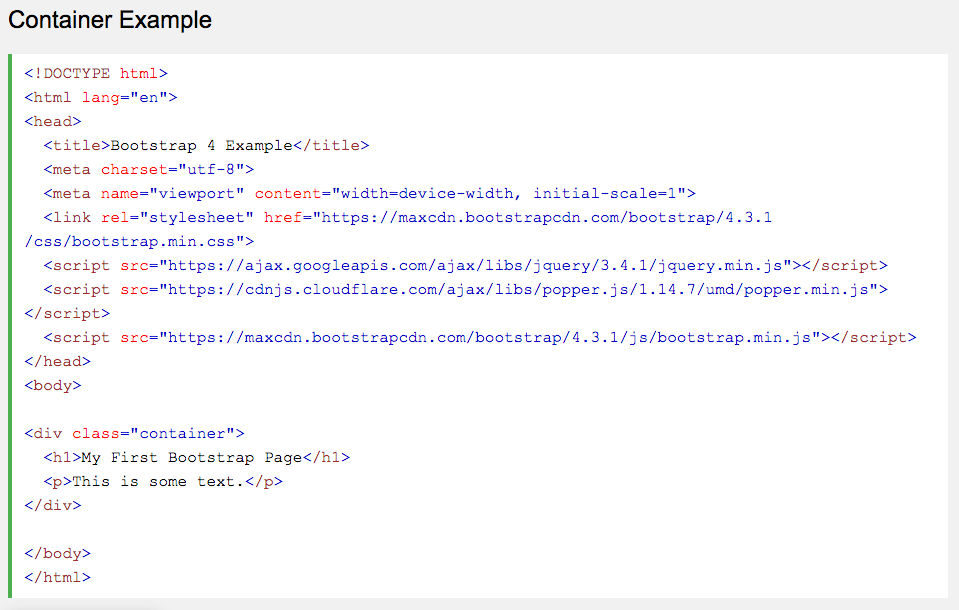 Container Example
<!DOCTYPE html>
<html lang="en">
<head>
  <title>Bootstrap 4 Example</title>
  <meta charset="utf-8">
  <meta name="viewport" content="width=device-width, initial-scale=1">
  <link rel="stylesheet" href="https://maxcdn.bootstrapcdn.com/bootstrap/4.3.1
/css/bootstrap.min.css">
  <script src="https://ajax.googleapis.com/ajax/libs/jquery/3.4.1/jquery.min.js"></script>
  <script src="https://cdnjs.cloudflare.com/ajax/libs/popper.js/1.14.7/umd/popper.min.js">
</script>
  <script src="https://maxcdn.bootstrapcdn.com/bootstrap/4.3.1/js/bootstrap.min.js"></script>
</head>
<body>

<div class="container">
  <h1>My First Bootstrap Page</h1>
  <p>This is some text.</p>
</div>

</body>
</html>